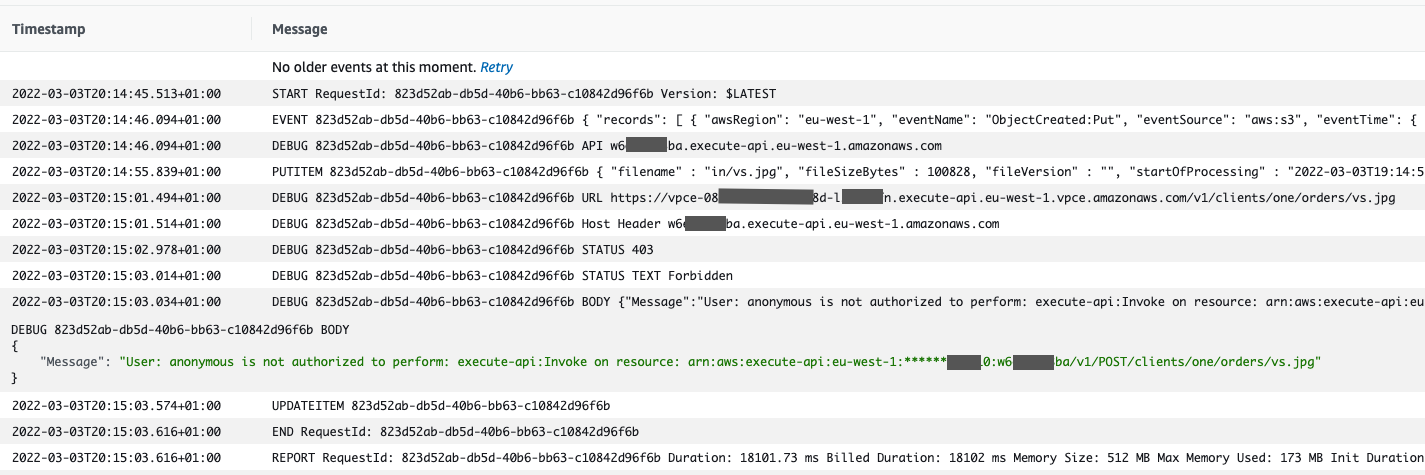 Timestamp Message
No older events at this moment. Retry
2022-03-03T20:14:45.513+01:00 START RequestId: 823d52ab-db5d-40b6-bb63-c10842d96f6b Version: $LATEST
2022-03-03T20:14:46.094+01:00 EVENT 823d52ab-db5d-40b6-bb63-c10842d96f6b { "records": [ { "awsRegion": "eu-west-1", "eventName": "ObjectCreated:Put", "eventSource": "aws:s3", "eventTime": {
2022-03-03T20:14:46.094+01:00 DEBUG 823d52ab-db5d-40b6-bb63-c10842d96f6b API w6 ba.execute-api.eu-west-1.amazonaws.com
2022-03-03T20:14:55.839+01:00 PUTITEM 823d52ab-db5d-40b6-bb63-c10842d96f6b { "filename" : "in/vs.jpg", "fileSizeBytes" : 100828, "fileVersion" : "", "startOfProcessing" : "2022-03-03T19:14:5
2022-03-03T20:15:01.494+01:00 DEBUG 823d52ab-db5d-40b6-bb63-c10842d96f6b URL https://vpce-08 8d-l n.execute-api.eu-west-1.vpce.amazonaws.com/v1/clients/one/orders/vs.jpg
2022-03-03T20:15:01.514+01:00 DEBUG 823d52ab-db5d-40b6-bb63-c10842d96f6b Host Header w6 ba.execute-api.eu-west-1.amazonaws.com
2022-03-03T20:15:02.978+01:00 DEBUG 823d52ab-db5d-40b6-bb63-c10842d96f6b STATUS 403
2022-03-03T20:15:03.014+01:00 DEBUG 823d52ab-db5d-40b6-bb63-c10842d96f6b STATUS TEXT Forbidden
2022-03-03T20:15:03.034+01:00 DEBUG 823d52ab-db5d-40b6-bb63-c10842d96f6b BODY {"Message":"User: anonymous is not authorized to perform: execute-api:Invoke on resource: arn:aws:execute-api:eu
DEBUG 823d52ab-db5d-40b6-bb63-c10842d96f6b BODY
{
"Message": "User: anonymous is not authorized to perform: execute-api:Invoke on resource: arn:aws:execute-api:eu-west-1:****** 0:w6 ba/v1/POST/clients/one/orders/vs.jpg"
}
2022-03-03T20:15:03.574+01:00 UPDATEITEM 823d52ab-db5d-40b6-bb63-c10842d96f6b
2022-03-03T20:15:03.616+01:00 END RequestId: 823d52ab-db5d-40b6-bb63-c10842d96f6b
2022-03-03T20:15:03.616+01:00 REPORT RequestId: 823d52ab-db5d-40b6-bb63-c10842d96f6b Duration: 18101.73 ms Billed Duration: 18102 ms Memory Size: 512 MB Max Memory Used: 173 MB Init Duration